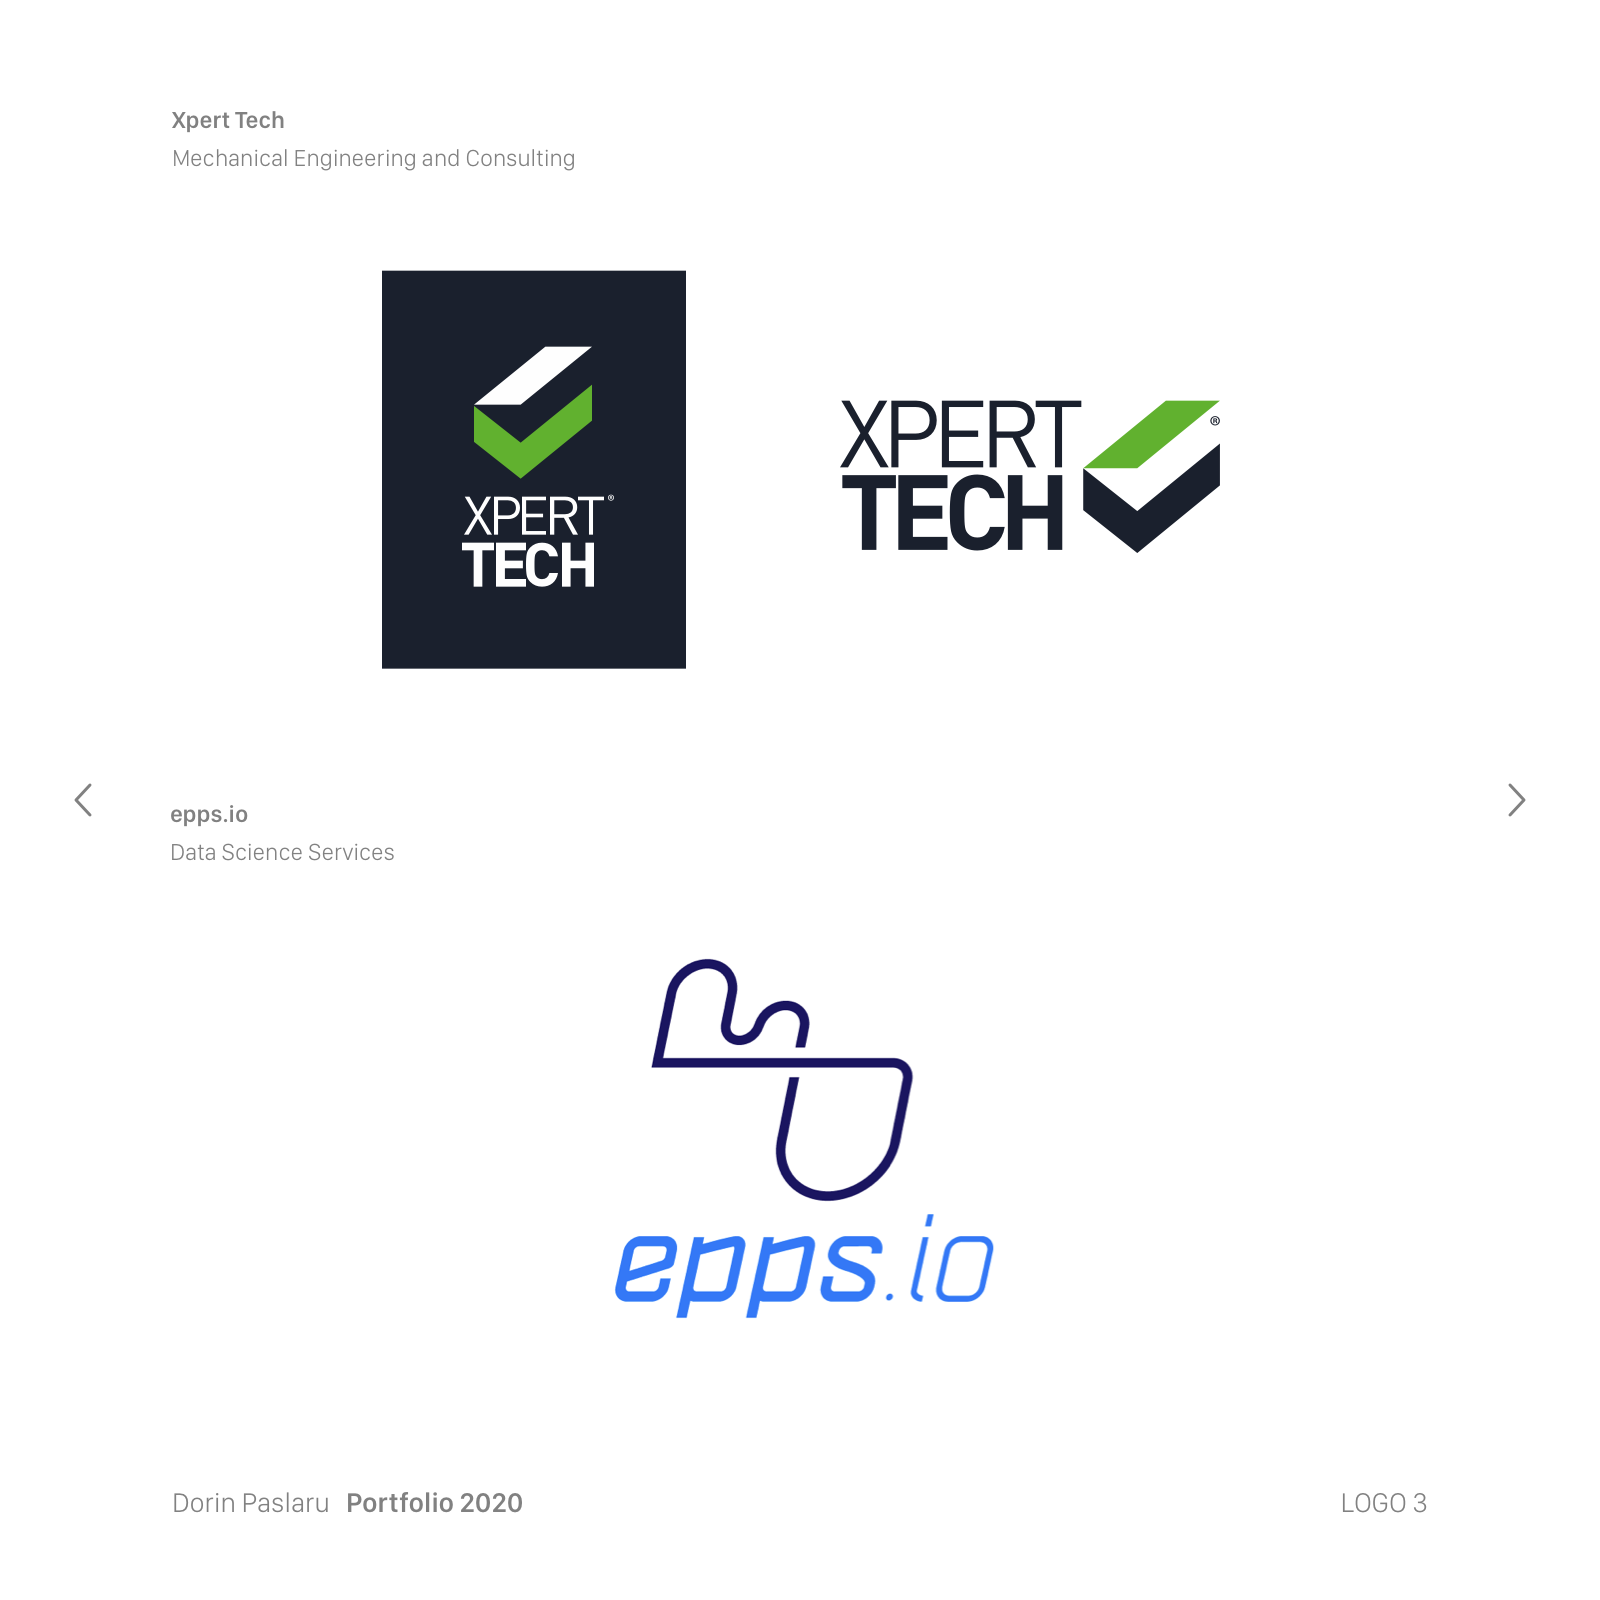 Xpert Tech
Mechanical Engineering and Consulting
XPERT®
TECH
XPERT
TECH®
epps.io
Data Science Services
epps.io
Dorin Paslaru Portfolio 2020
LOGO 3